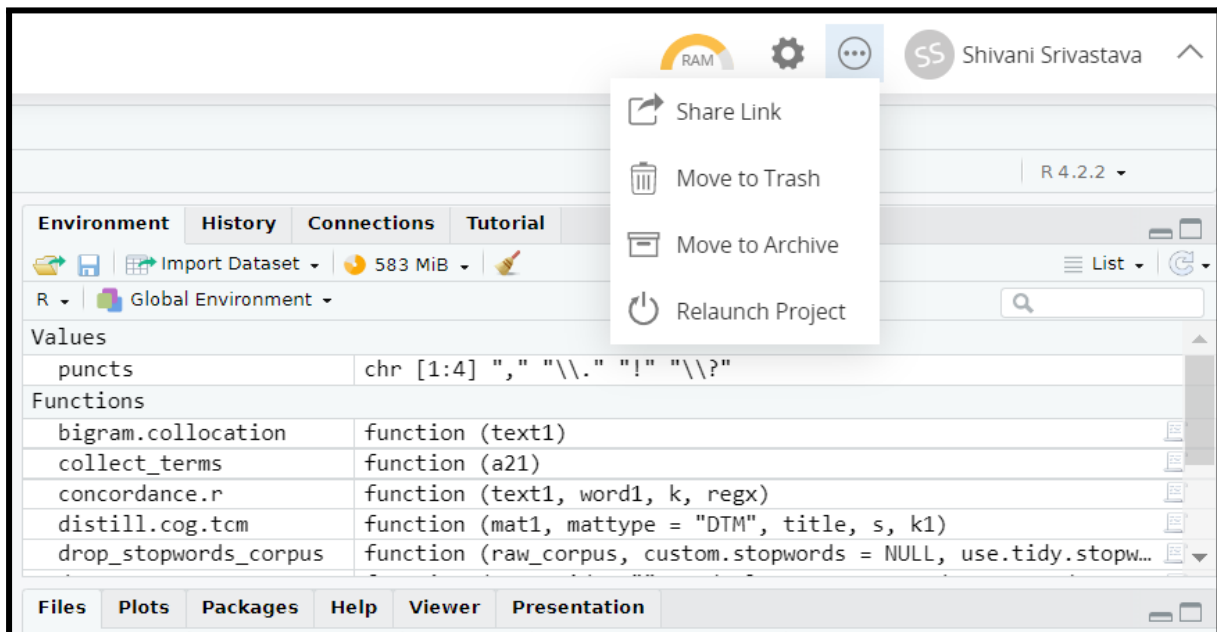 RAM SS Shivani Srivastava
Share Link
Move to Trash
R 4.2.2
Environment History Connections Tutorial
Move to Archive
Import Dataset 583 MiB List
R Global Environment
Relaunch Project
Values
puncts chr [1:4] "," "\\." "!" "\\?"
Functions
bigram.collocation function (text1)
collect_terms function (a21)
concordance.r function (text1, word1, k, regx)
distill.cog.tcm function (mat1, mattype = "DTM", title, s, k1)
drop_stopwords_corpus function (raw_corpus, custom.stopwords = NULL, use.tidy.stopw…
Files Plots Packages Help Viewer Presentation